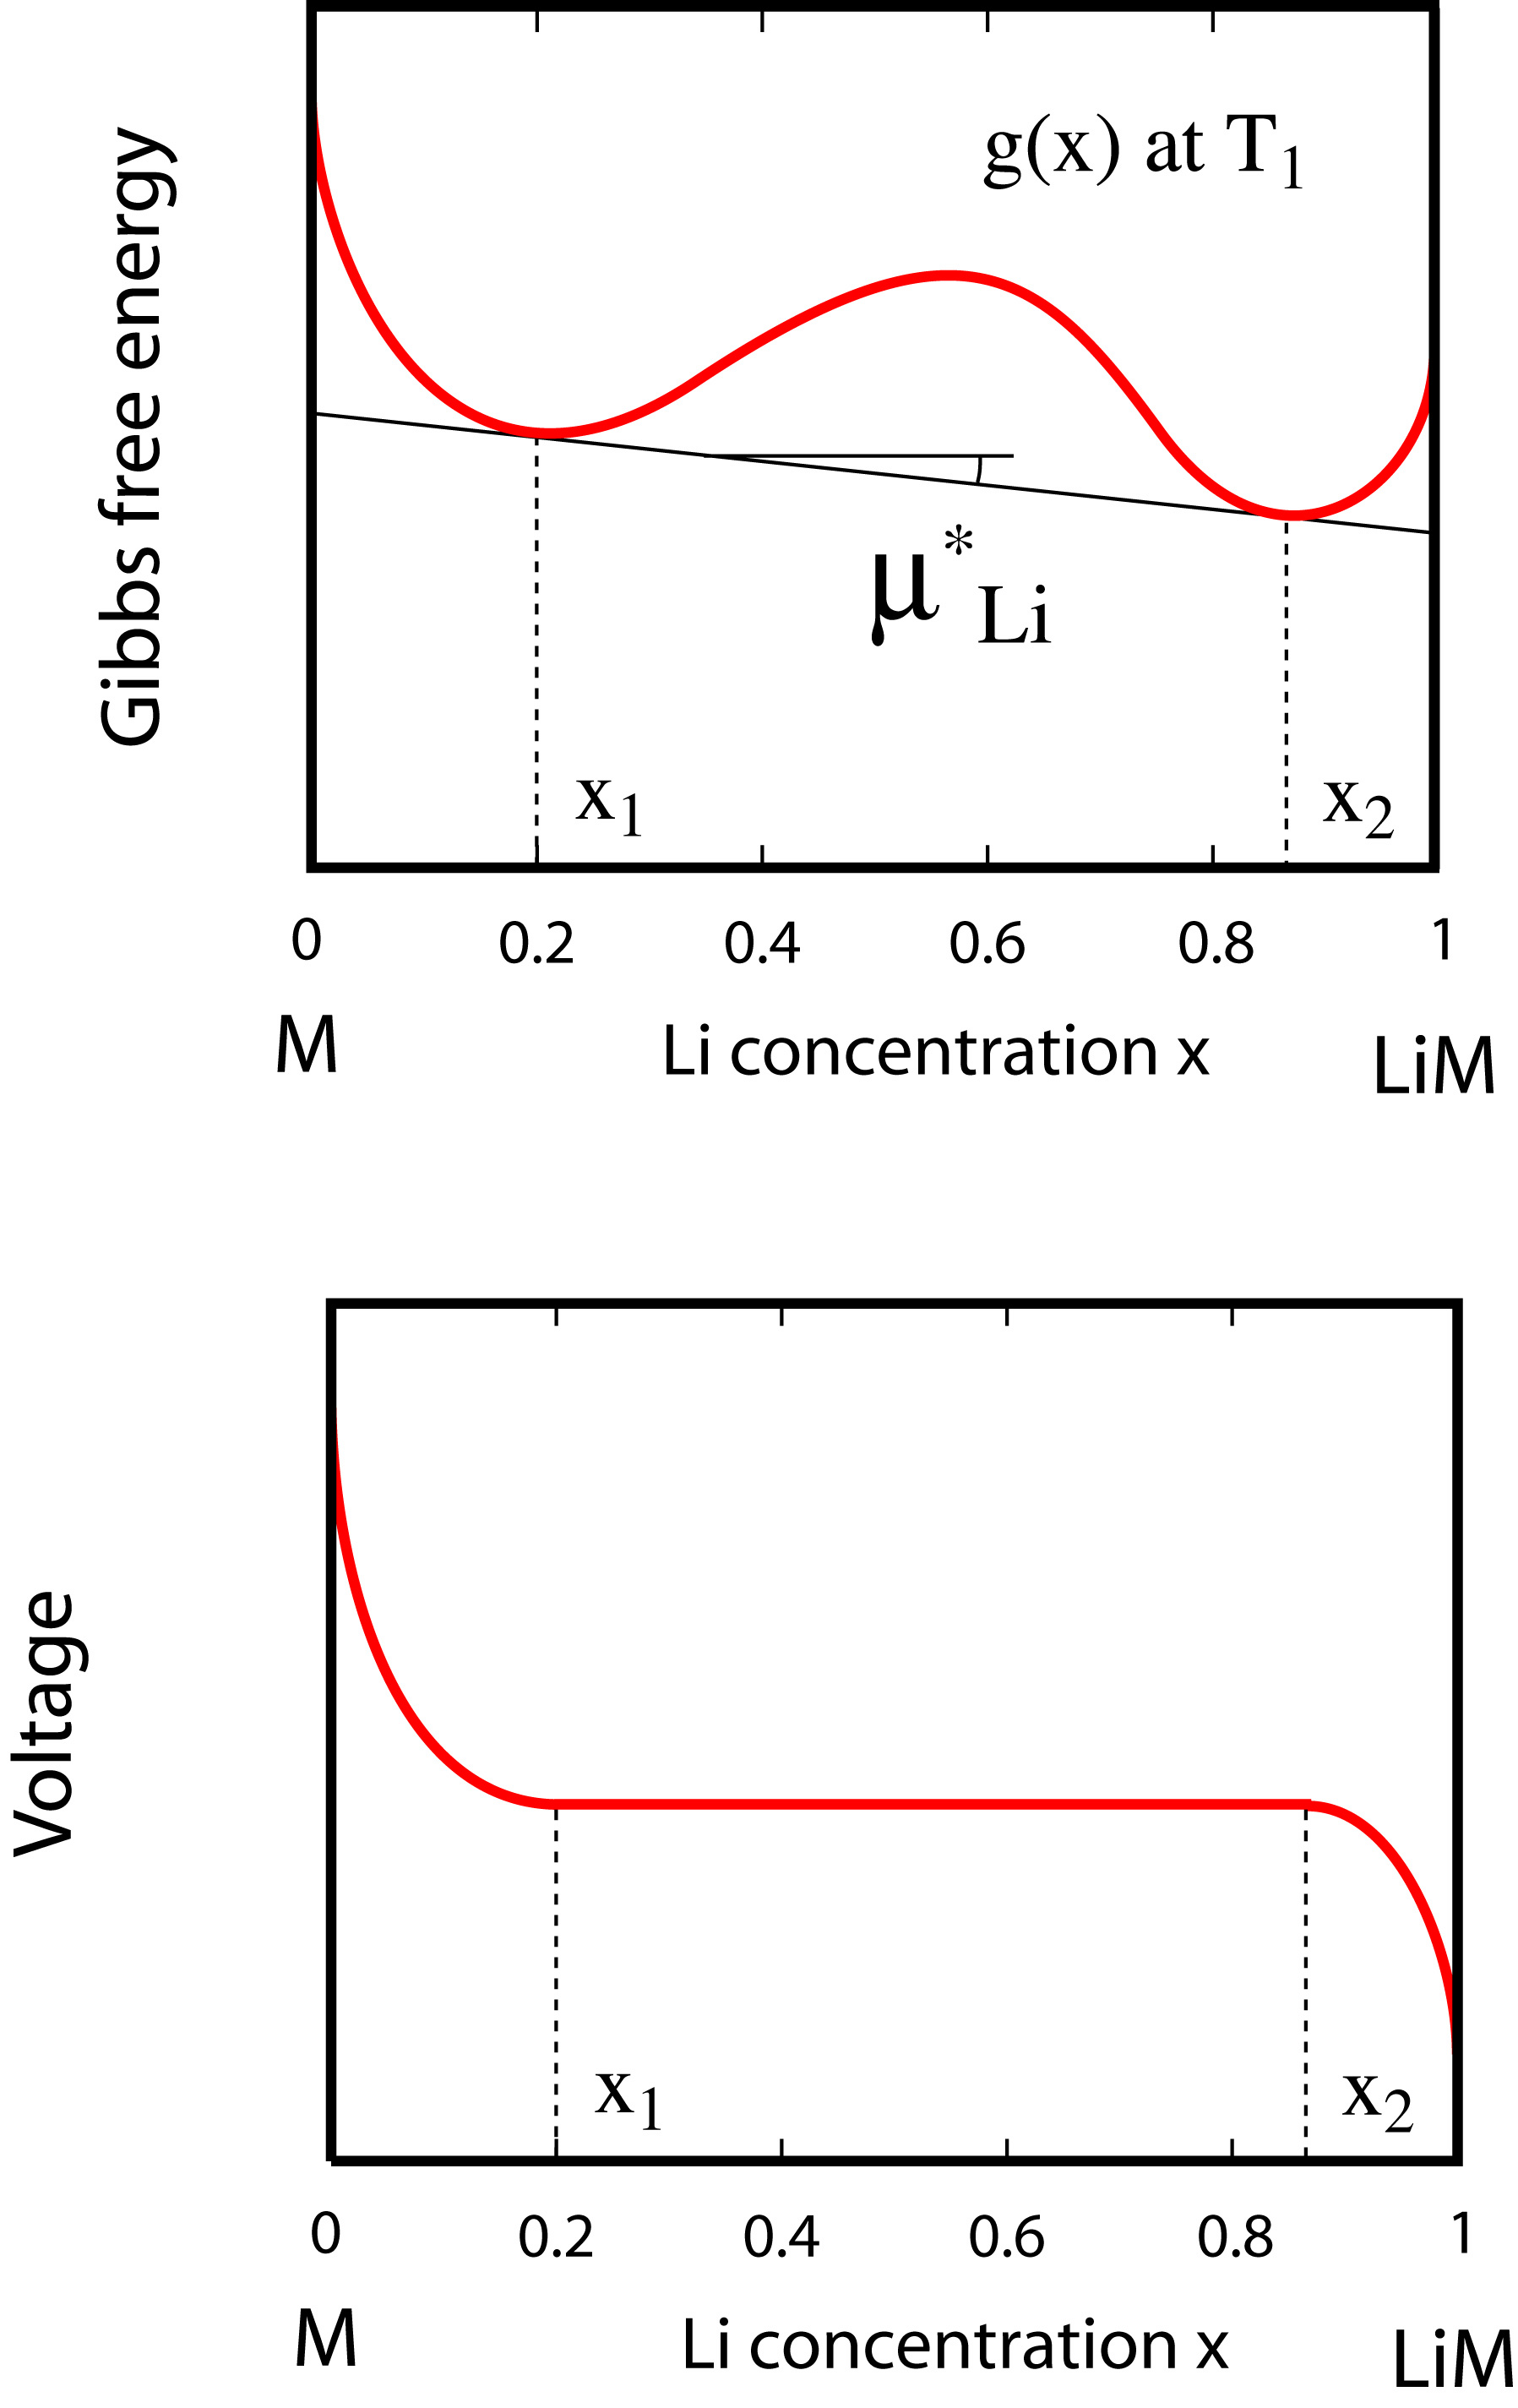 Gibbs free energy
g(x) at T₁
μ*Li
x₁ x₂
0 0.2 0.4 0.6 0.8 1
M Li concentration x LiM
Voltage
x₁ x₂
0 0.2 0.4 0.6 0.8 1
M Li concentration x LiM